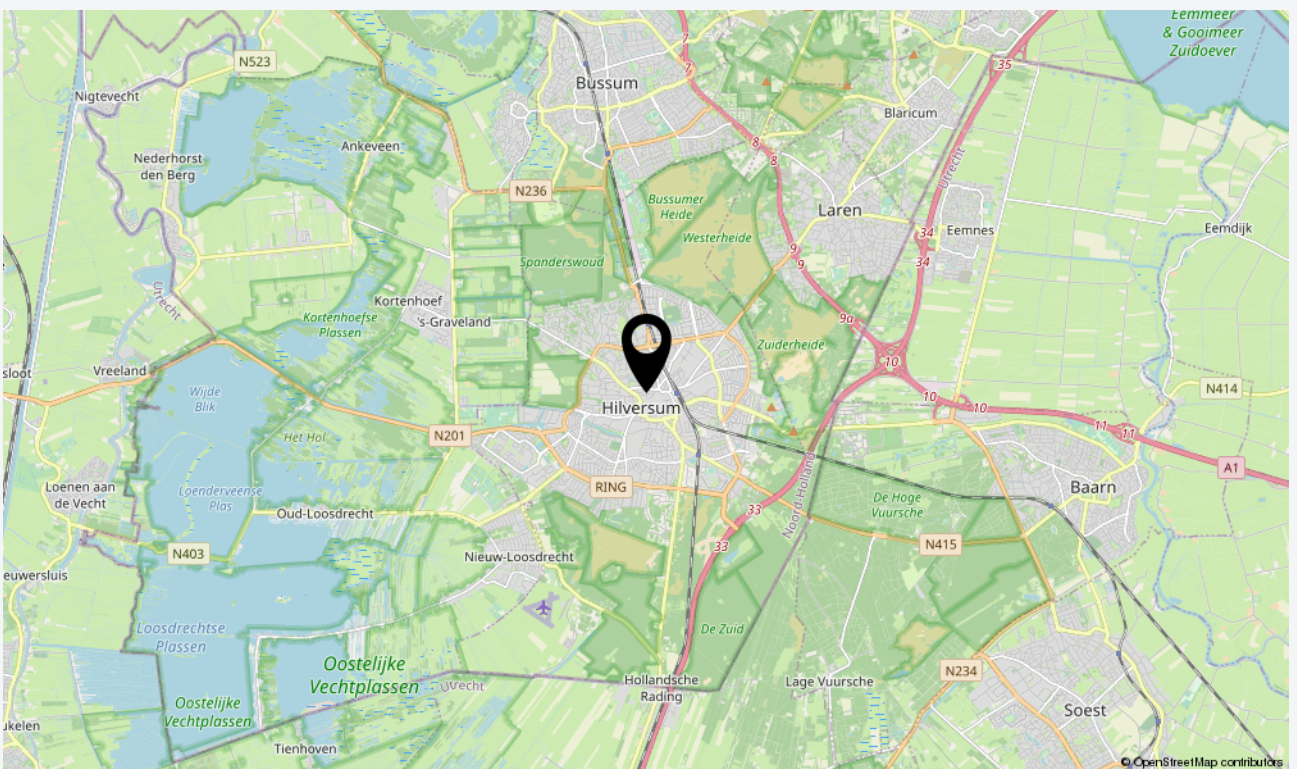 Eemmeer
& Gooimeer
Zuidoever
7
35
N523
7
Bussum
Nigtevecht
Blaricum
8
Ankeveen
8
Nederhorst
den Berg
Utrecht
N236
Bussumer
Heide
Laren
Westerheide
34
Eemnes
Eemdijk
9
34
9
Spanderswoud
Utrecht
Kortenhoef
's-Graveland
Kortenhoefse
Plassen
9a
Zuiderheide
10
sloot
Vreeland
Wijde
Blik
N414
10
10
Hilversum
11
11
N201
Het Hol
A1
Noord-Holland
RING
Baarn
Loenen aan
de Vecht
Loenderveense
Plas
De Hoge
Vuursche
33
Oud-Loosdrecht
33
N415
N403
Nieuw-Loosdrecht
euwersluis
De Zuid
Loosdrechtse
Plassen
Oostelijke
Vechtplassen
N234
Utrecht
Hollandsche
Rading
Lage Vuursche
Oostelijke
Vechtplassen
Soest
ukelen
Tienhoven
© OpenStreetMap contributors